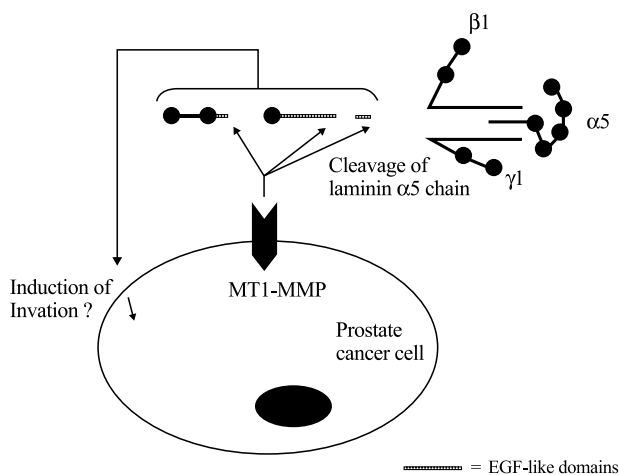 β1
α5
Cleavage of
laminin α5 chain
γ1
MT1-MMP
Induction of
Invation ?
Prostate
cancer cell
= EGF-like domains